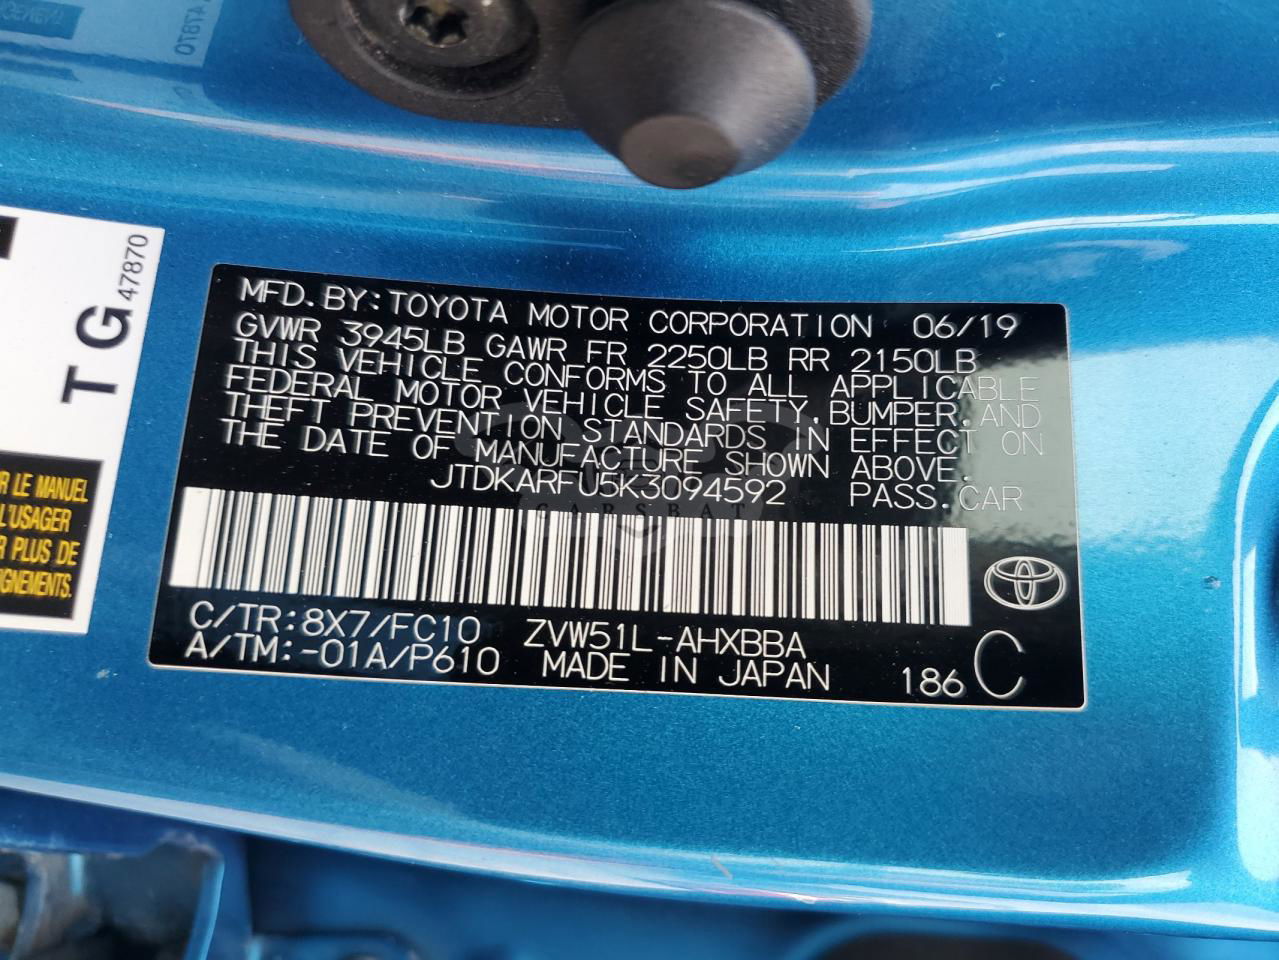 MFD.BY:TOYOTA MOTOR CORPORATION 06/19
GVWR 3945LB GAWR FR 2250LB RR 2150LB
THIS VEHICLE CONFORMS TO ALL APPLICABLE
FEDERAL MOTOR VEHICLE SAFETY,BUMPER,AND
THEFT PREVENTION STANDARDS IN EFFECT ON
THE DATE OF MANUFACTURE SHOWN ABOVE.
JTDKARFU5K3094592 PASS.CAR
CARSBAT
C/TR:8X7/FC10 ZVW51L-AHXBBA
A/TM:-01A/P610 MADE IN JAPAN 186 C
TG 47870
LE MANUEL
L'USAGER
PLUS DE
47870